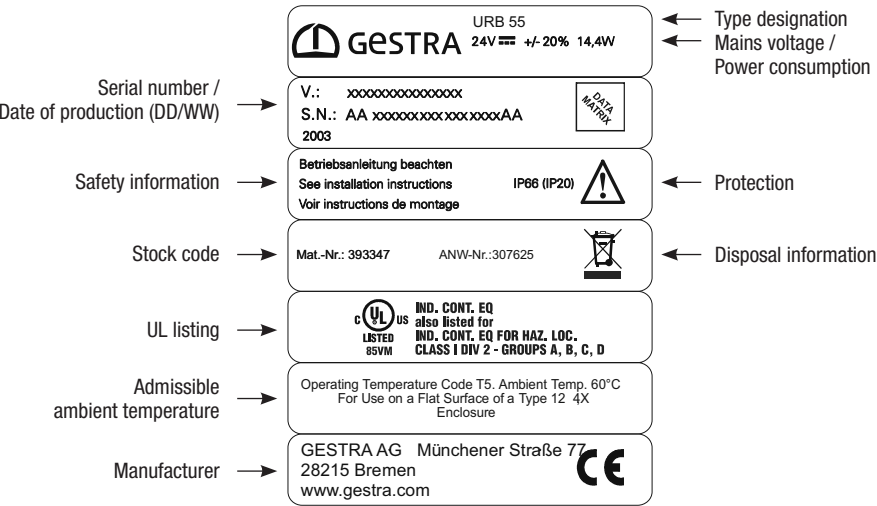 URB 55
GESTRA 24V +/- 20% 14,4W
Type designation
Mains voltage /
Power consumption
Serial number /
Date of production (DD/WW)
V.: xxxxxxxxxxxxxxx
S.N.: AA xxxxxxxxx xxx xxxxAA
2003
DATA
MATRIX
Safety information
Betriebsanleitung beachten
See installation instructions
Voir instructions de montage
IP66 (IP20)
Protection
Stock code
Mat.-Nr.: 393347
ANW-Nr.:307625
Disposal information
UL listing
C UL US
LISTED
85VM
IND. CONT. EQ
also listed for
IND. CONT. EQ FOR HAZ. LOC.
CLASS I DIV 2 - GROUPS A, B, C, D
Admissible
ambient temperature
Operating Temperature Code T5. Ambient Temp. 60°C
For Use on a Flat Surface of a Type 12 4X
Enclosure
Manufacturer
GESTRA AG Münchener Straße 77
28215 Bremen
www.gestra.com
CE